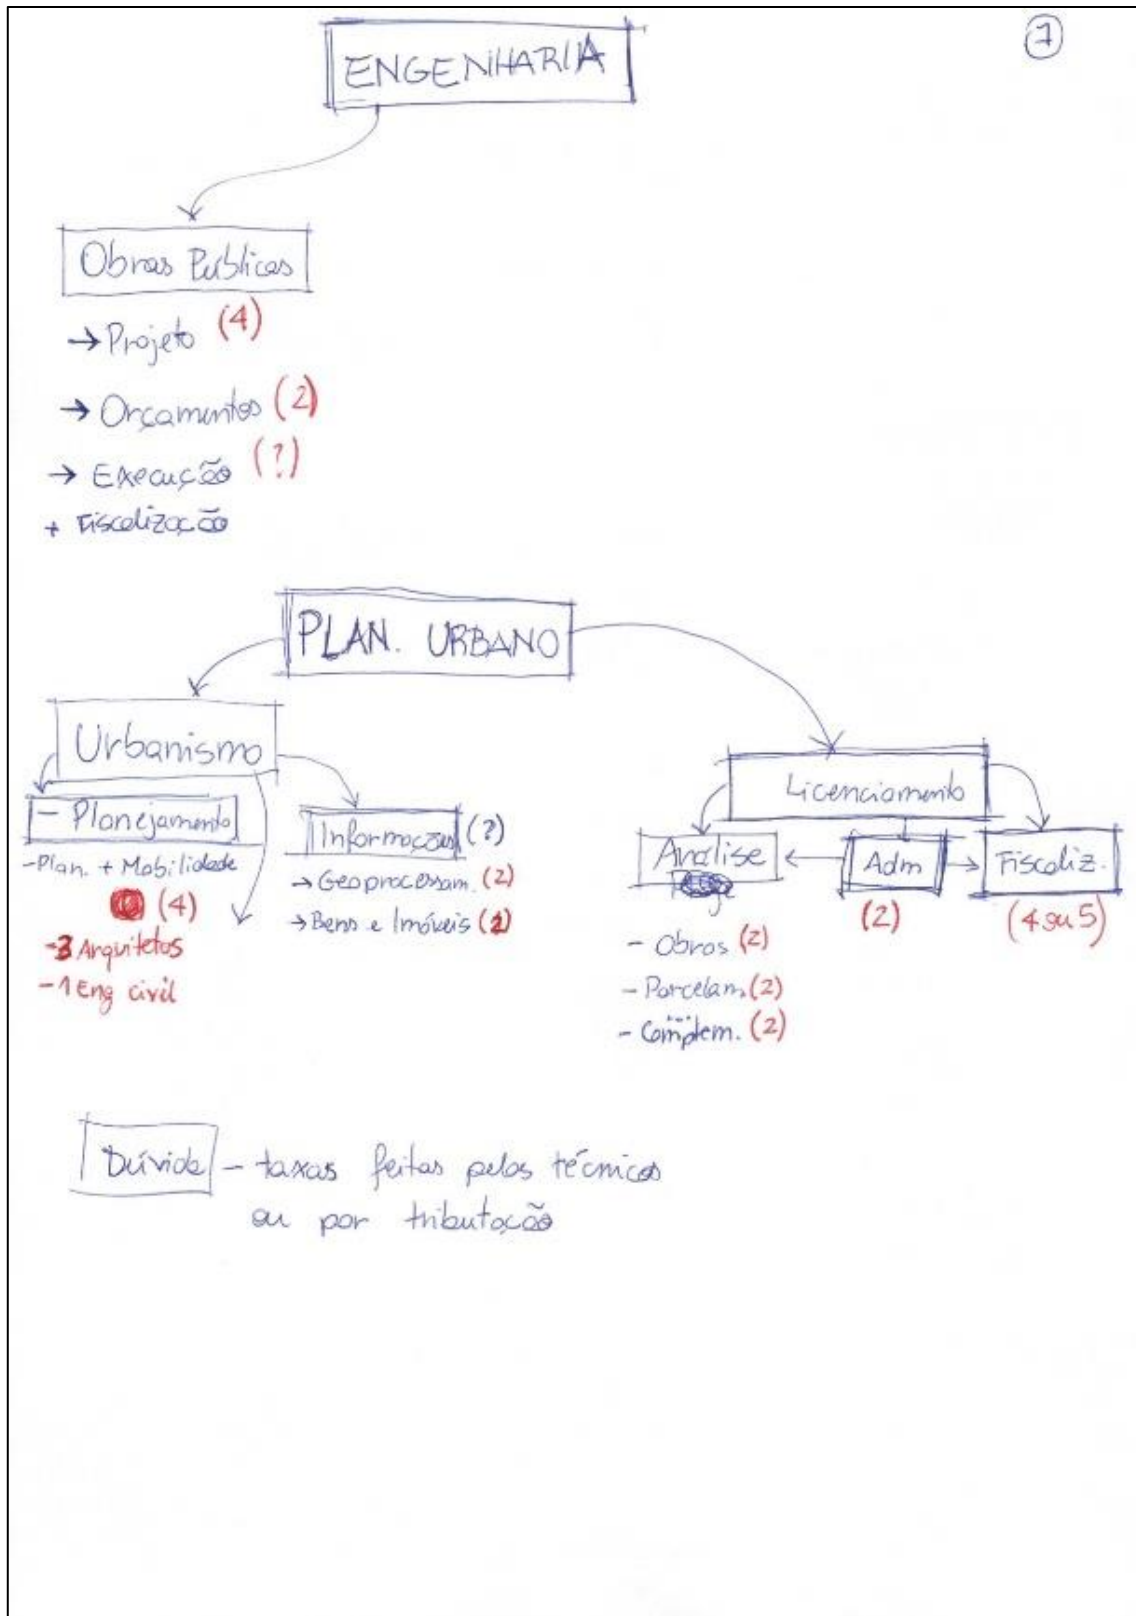 7
ENGENHARIA
Obras Públicas
→ Projeto (4)
→ Orçamentos (2)
→ Execução (?)
+ Fiscalização
PLAN. URBANO
Urbanismo
- Planejamento
-Plan. + Mobilidade
(4)
-3 Arquitetos
-1 Eng civil
Informações (?)
→ Geoprocessam. (2)
→ Bens e Imóveis (2)
Licenciamento
Análise
Adm
Fiscaliz.
(2)
(4 ou 5)
- Obras (2)
- Parcelam. (2)
- Complem. (2)
Dúvida - taxas feitas pelos técnicos
ou por tributação